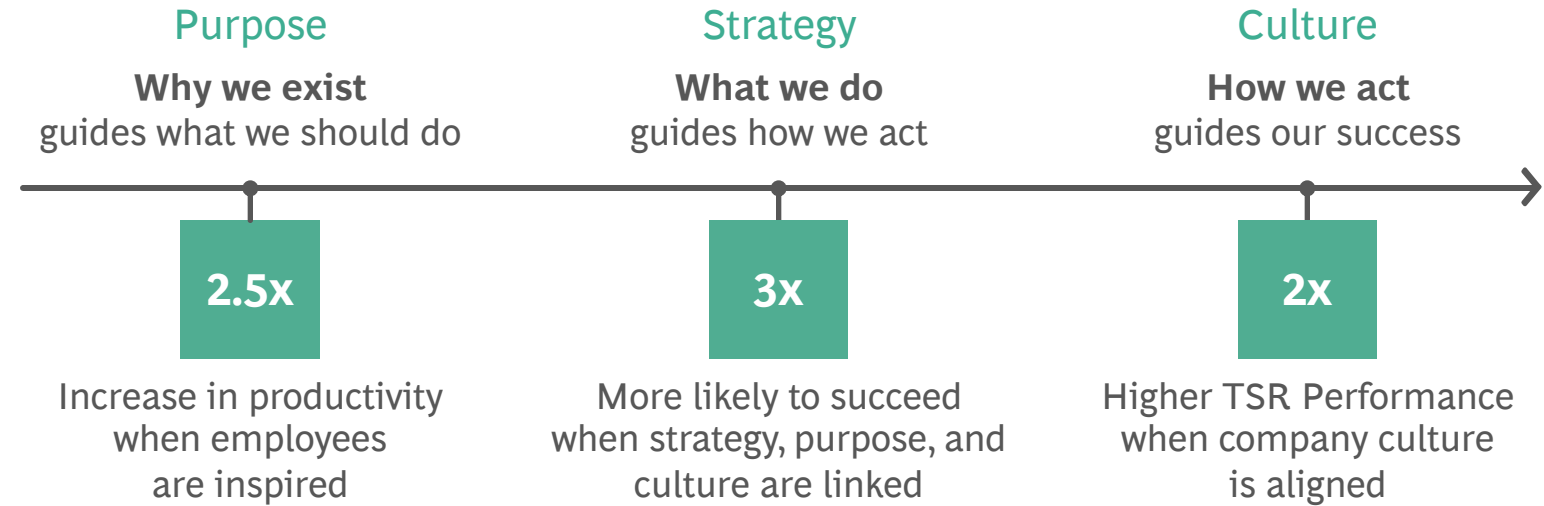 Purpose
Why we exist
guides what we should do
2.5x
Increase in productivity
when employees
are inspired
Strategy
What we do
guides how we act
3x
More likely to succeed
when strategy, purpose, and
culture are linked
Culture
How we act
guides our success
2x
Higher TSR Performance
when company culture
is aligned